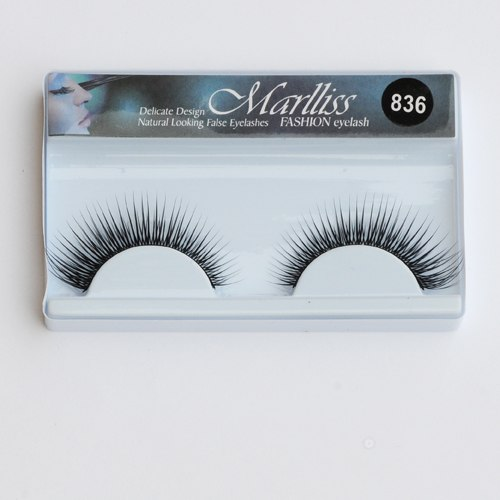 Delicate Design
Natural Looking False Eyelashes
Marlliss
FASHION eyelash
836